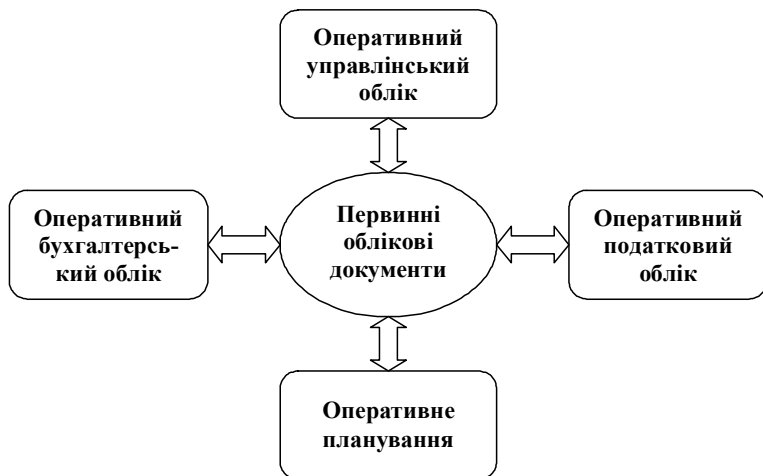 Оперативний
управлінський
облік
Оперативний
бухгалтерсь-
кий облік
Первинні
облікові
документи
Оперативний
податковий
облік
Оперативне
планування